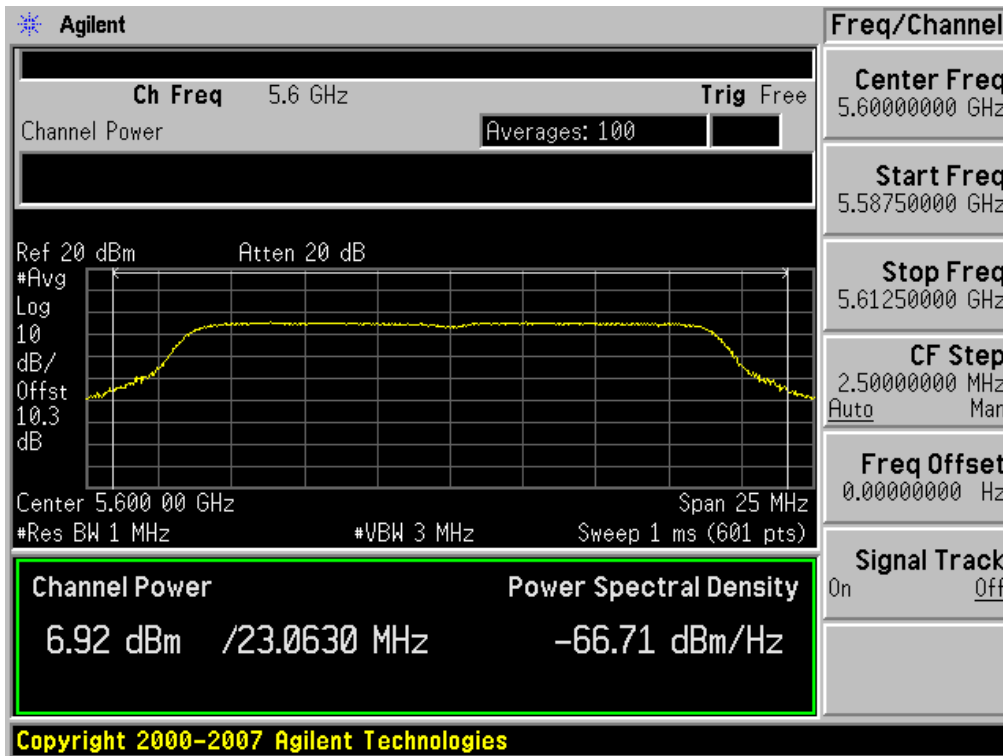 Agilent
Freq/Channel
Ch Freq 5.6 GHz Trig Free
Channel Power Averages: 100
Ref 20 dBm Atten 20 dB
#Avg
Log
10
dB/
Offst
10.3
dB
Center 5.600 00 GHz Span 25 MHz
#Res BW 1 MHz #VBW 3 MHz Sweep 1 ms (601 pts)
Channel Power Power Spectral Density
6.92 dBm /23.0630 MHz -66.71 dBm/Hz
Copyright 2000-2007 Agilent Technologies
Center Freq
5.60000000 GHz
Start Freq
5.58750000 GHz
Stop Freq
5.61250000 GHz
CF Step
2.50000000 MHz
Auto Man
Freq Offset
0.00000000 Hz
Signal Track
On Off